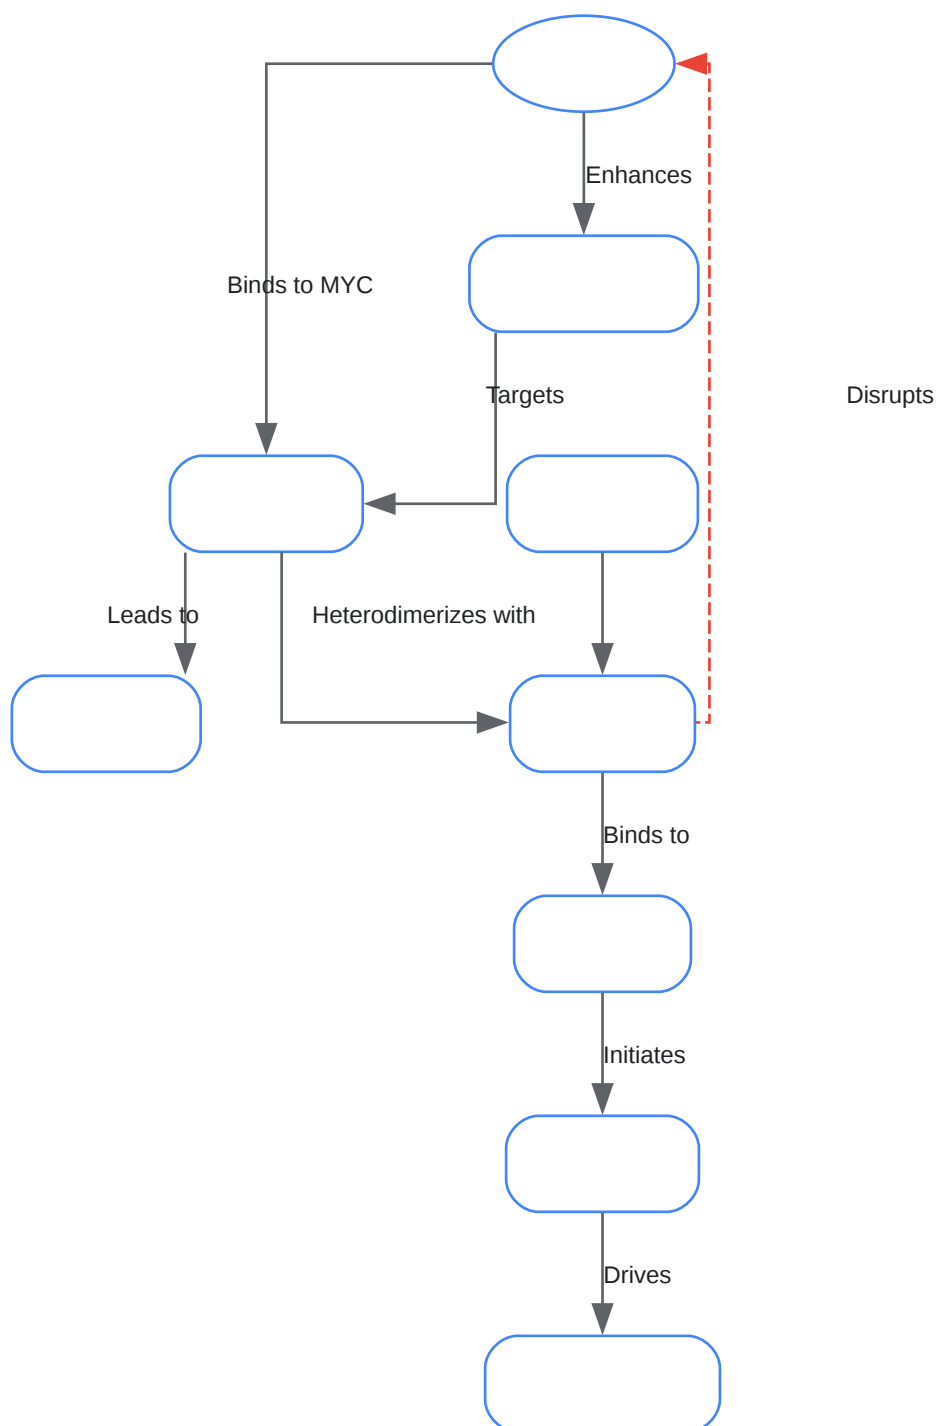 Enhances
Binds to MYC
Targets
Disrupts
Leads to
Heterodimerizes with
Binds to
Initiates
Drives